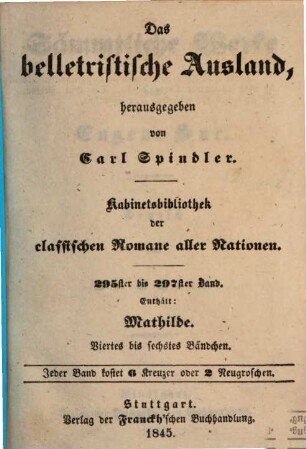 Das
belletristische Ausland,
herausgegeben
von
Carl Spindler.
Kabinetsbibliothek
der
classischen Romane aller Nationen.
295ster bis 297ster Band.
Enthält:
Mathilde.
Viertes bis sechstes Bändchen.
Jeder Band kostet 6 Kreuzer oder 2 Neugroschen.
Stuttgart.
Verlag der Franckh'schen Buchhandlung.
1845.